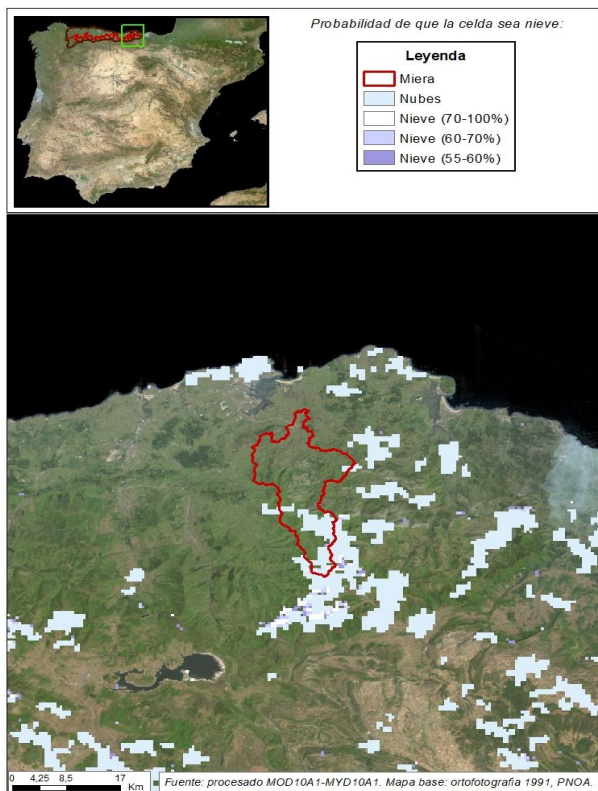 Probabilidad de que la celda sea nieve:
Leyenda
Miera
Nubes
Nieve (70-100%)
Nieve (60-70%)
Nieve (55-60%)
0 4,25 8,5 17
Km
Fuente: procesado MOD10A1-MYD10A1. Mapa base: ortofotografia 1991, PNOA.